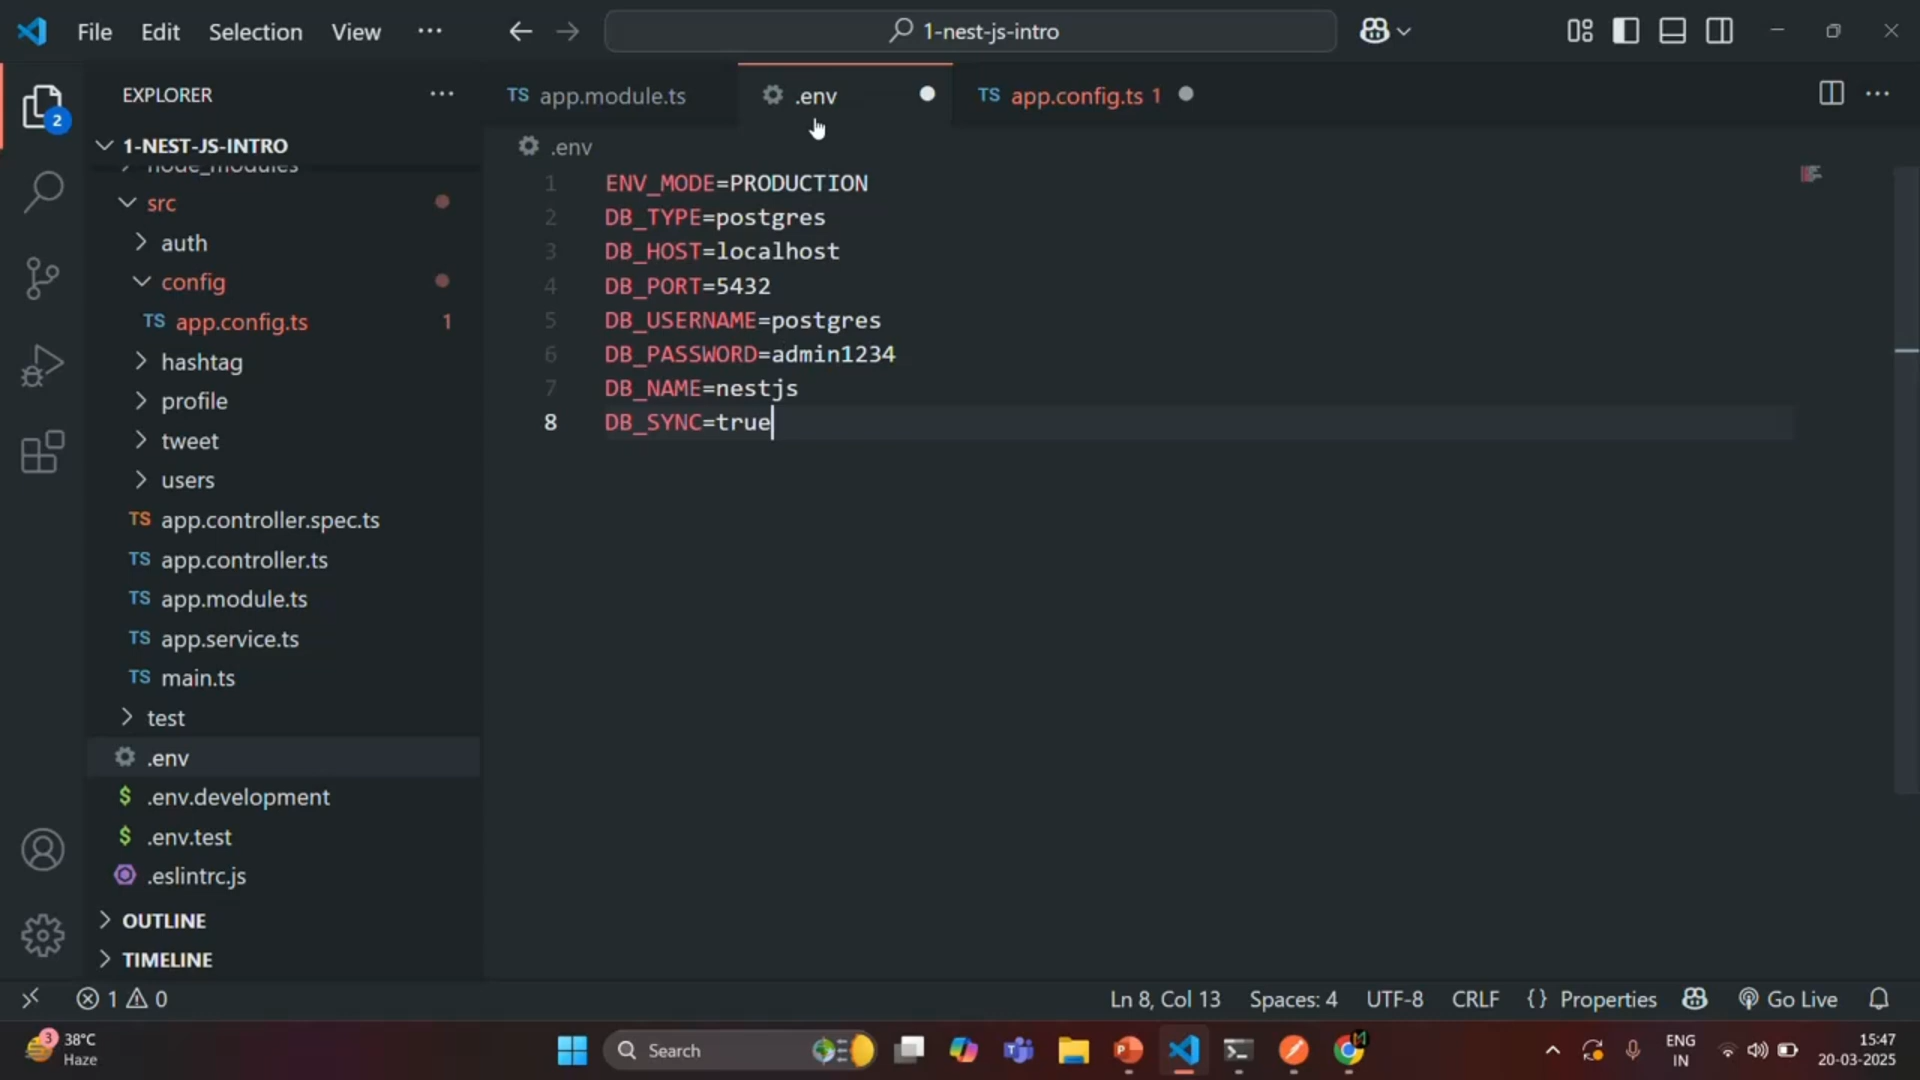 File Edit Selection View ···
1-nest-js-intro
EXPLORER ···
2
1-NEST-JS-INTRO
node_modules
src
auth
config
TS app.config.ts 1
hashtag
profile
tweet
users
TS app.controller.spec.ts
TS app.controller.ts
TS app.module.ts
TS app.service.ts
TS main.ts
test
.env
$ .env.development
$ .env.test
.eslintrc.js
OUTLINE
TIMELINE
TS app.module.ts
.env
TS app.config.ts 1
.env
1 ENV_MODE=PRODUCTION
2 DB_TYPE=postgres
3 DB_HOST=localhost
4 DB_PORT=5432
5 DB_USERNAME=postgres
6 DB_PASSWORD=admin1234
7 DB_NAME=nestjs
8 DB_SYNC=true
1 0
Ln 8, Col 13 Spaces: 4 UTF-8 CRLF {} Properties Go Live
3 38°C
Haze
Search
ENG
IN
15:47
20-03-2025